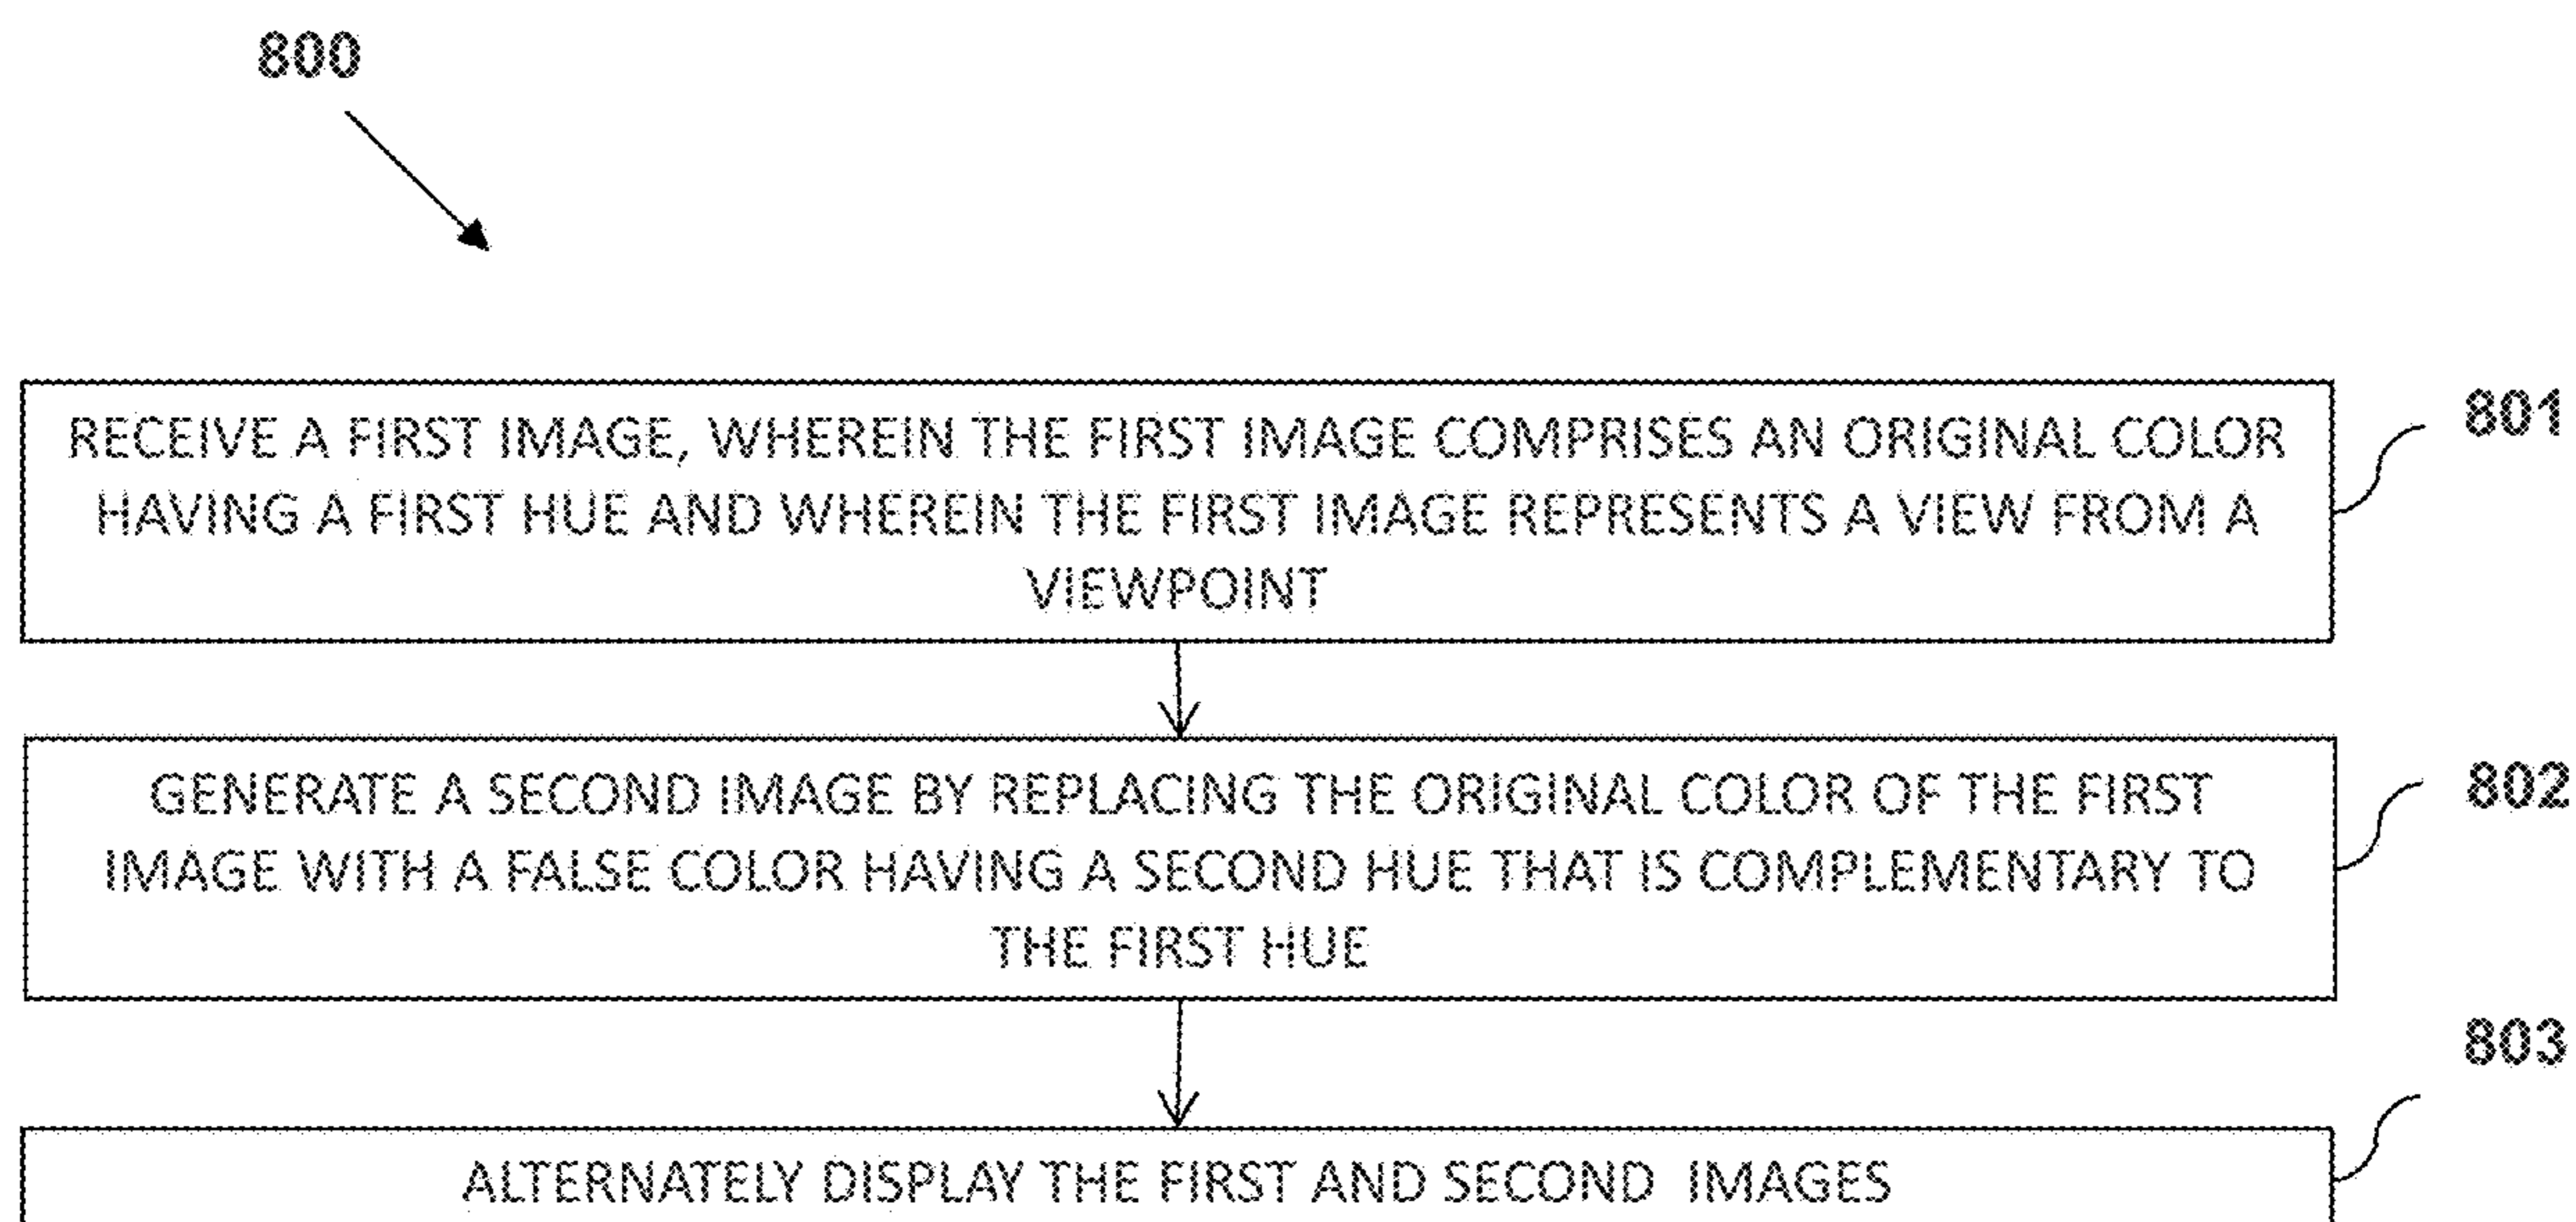 800
RECEIVE A FIRST IMAGE, WHEREIN THE FIRST IMAGE COMPRISES AN ORIGINAL COLOR
801
HAVING A FIRST HUE AND WHEREIN THE FIRST IMAGE REPRESENTS A VIEW FROM A
VIEWPOINT
GENERATE A SECOND IMAGE BY REPLACING THE ORIGINAL COLOR OF THE FIRST
802
IMAGE WITH A FALSE COLOR HAVING A SECOND HUE THAT IS COMPLEMENTARY TO
THE FIRST HUE
803
ALTERNATELY DISPLAY THE FIRST AND SECOND IMAGES